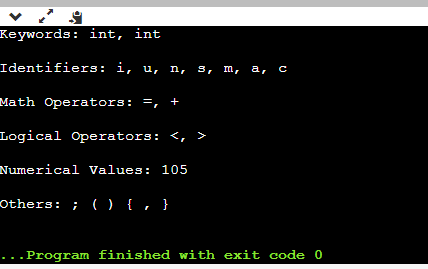 Keywords: int, int
Identifiers: i, u, n, s, m, a, c
Math Operators: =, +
Logical Operators: <, >
Numerical Values: 105
Others: ; ( ) { , }
...Program finished with exit code 0